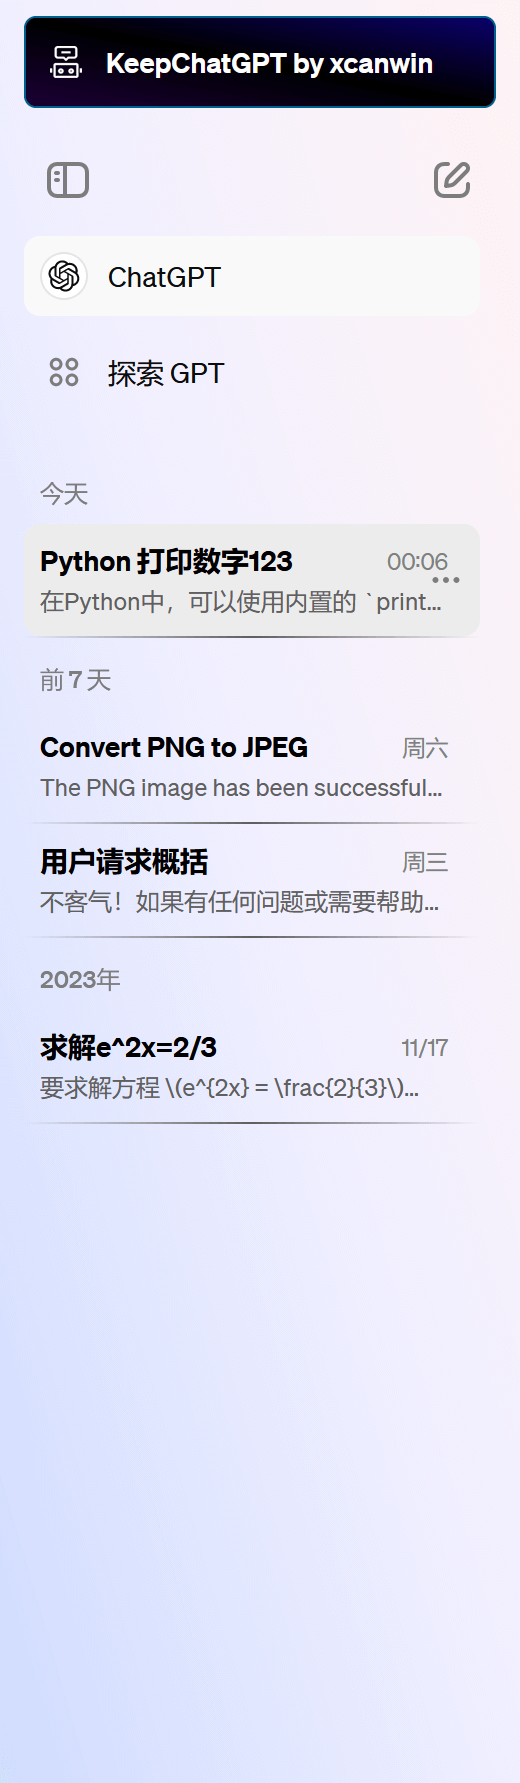 KeepChatGPT by xcanwin
ChatGPT
探索 GPT
今天
Python 打印数字123
00:06
在Python中，可以使用内置的 `print...
前 7 天
Convert PNG to JPEG
周六
The PNG image has been successful...
用户请求概括
周三
不客气！如果有任何问题或需要帮助...
2023年
求解e^2x=2/3
11/17
要求解方程 \(e^{2x} = \frac{2}{3}\)...